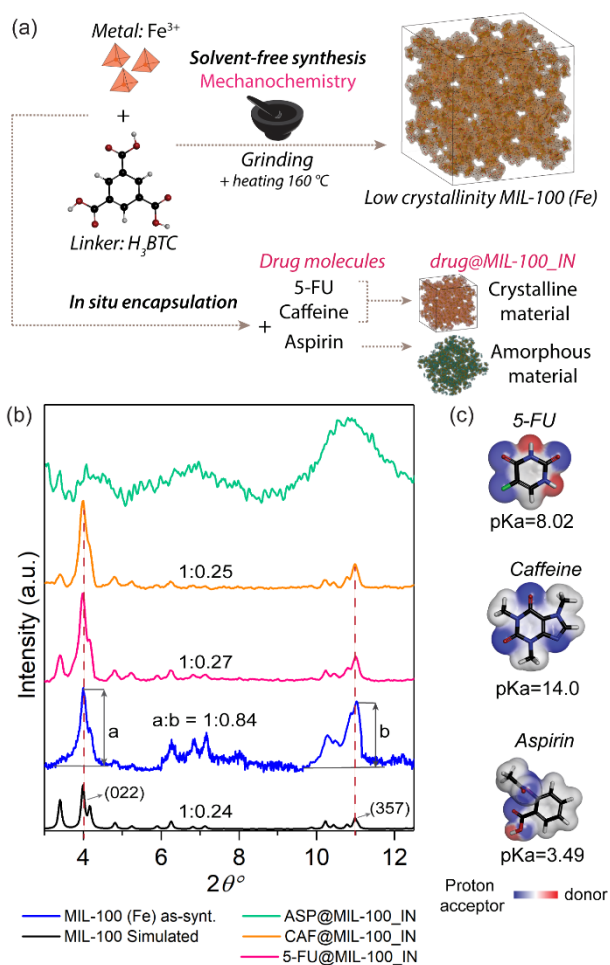 (a)
Metal: Fe³⁺
+
Linker: H₃BTC
Solvent-free synthesis
Mechanochemistry
Grinding
+ heating 160 °C
Low crystallinity MIL-100 (Fe)
In situ encapsulation
+
Drug molecules
5-FU
Caffeine
Aspirin
drug@MIL-100_IN
Crystalline
material
Amorphous
material
(b)
Intensity (a.u.)
1:0.25
1:0.27
a
a:b = 1:0.84
b
(022)
1:0.24
(357)
4
6
8
10
12
2θ°
MIL-100 (Fe) as-synt.
MIL-100 Simulated
ASP@MIL-100_IN
CAF@MIL-100_IN
5-FU@MIL-100_IN
(c)
5-FU
pKa=8.02
Caffeine
pKa=14.0
Aspirin
pKa=3.49
Proton
acceptor
donor